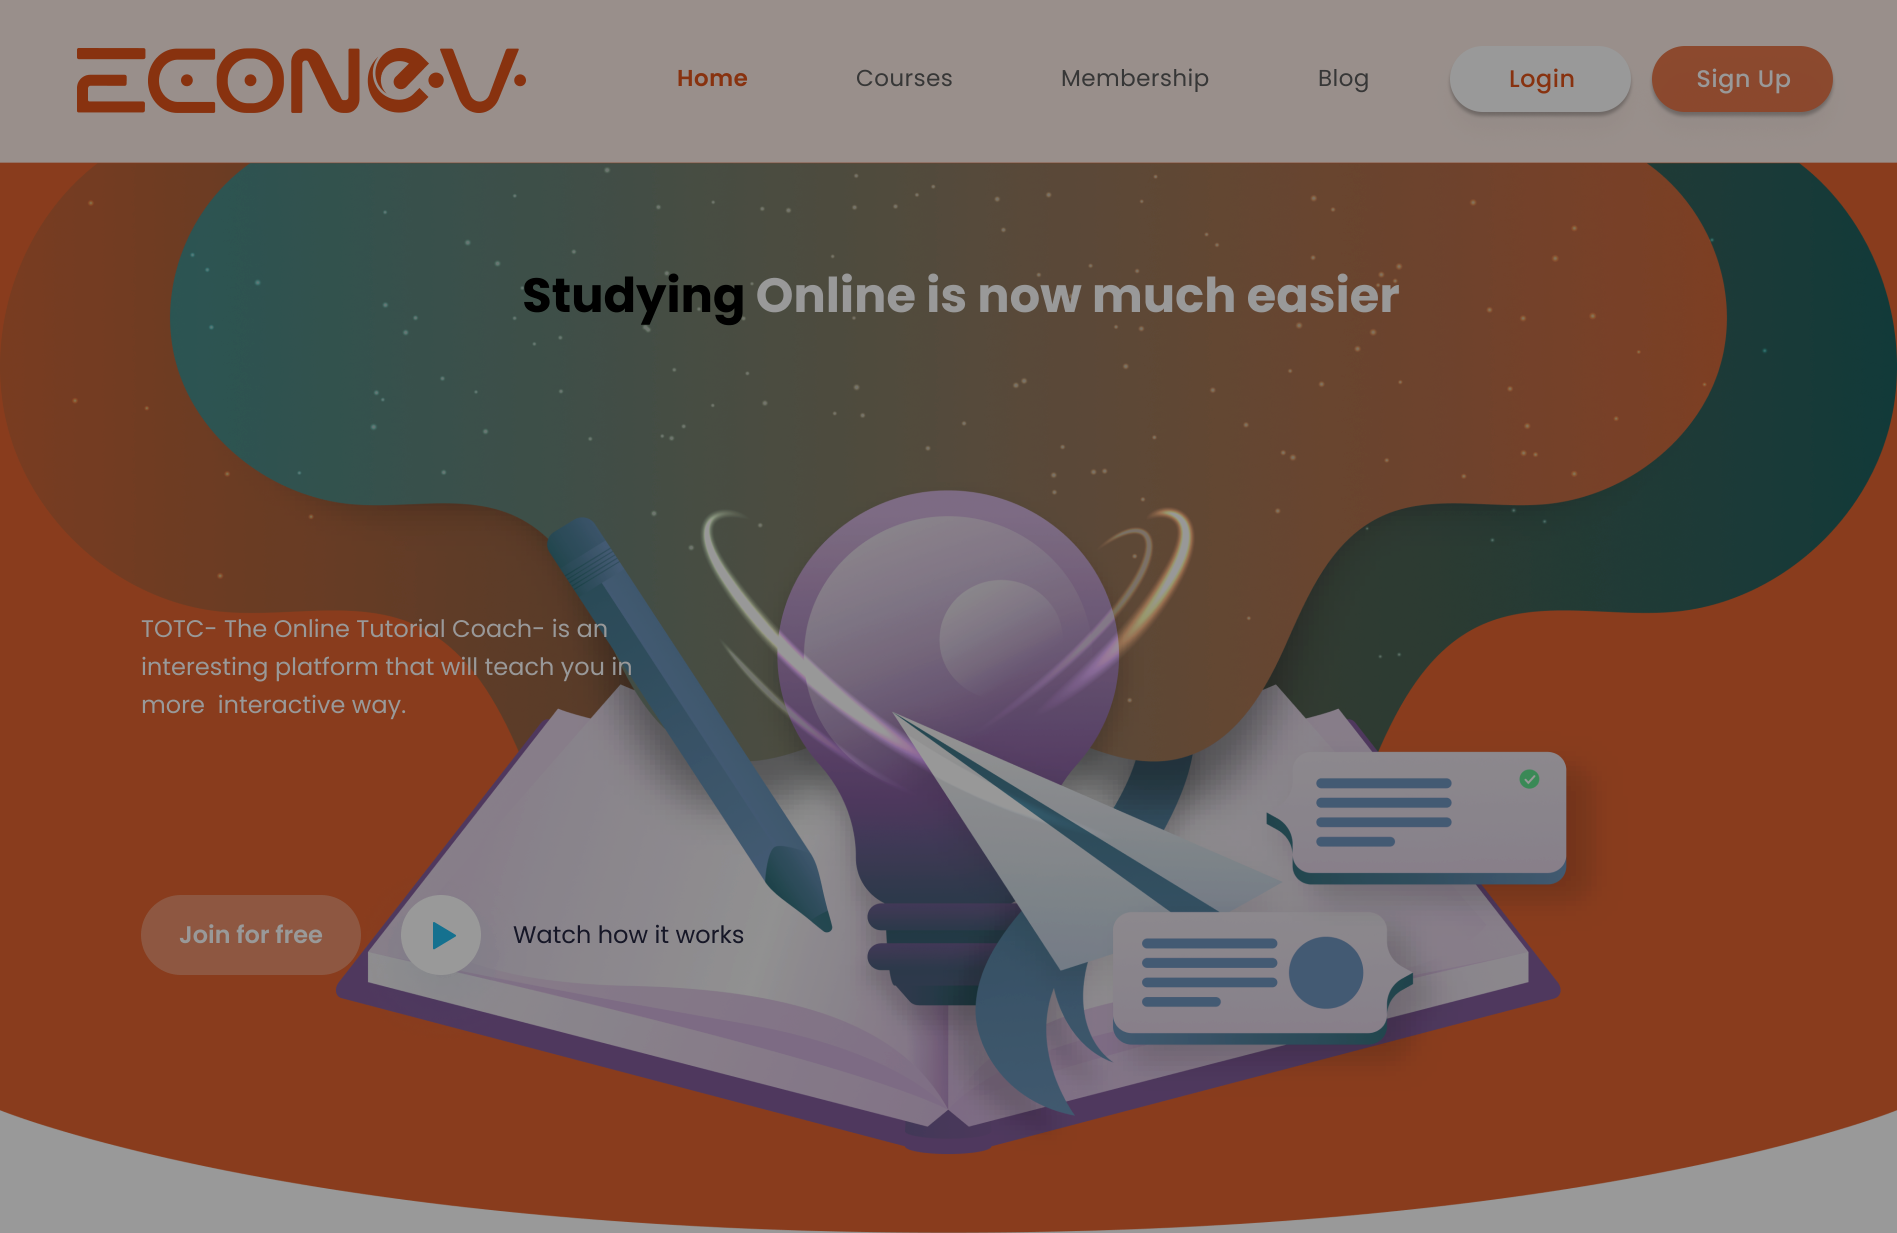 ECONeV
Home
Courses
Membership
Blog
Login
Sign Up
Studying Online is now much easier
TOTC- The Online Tutorial Coach- is an
interesting platform that will teach you in
more  interactive way.
Join for free
Watch how it works